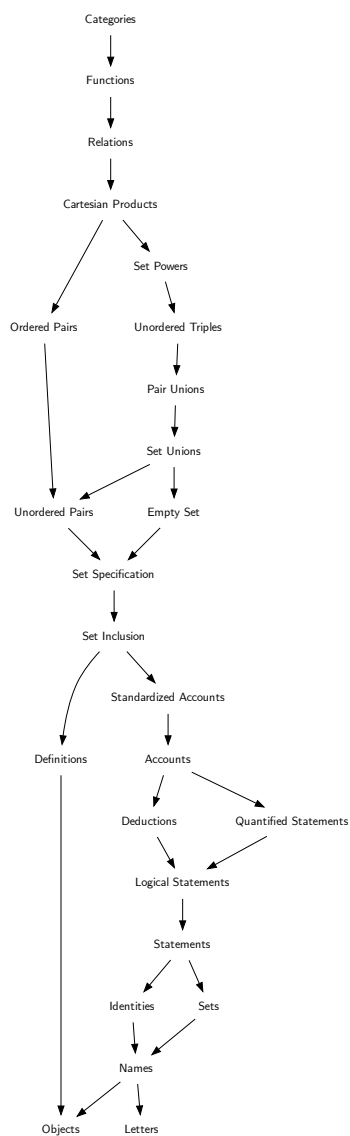 Categories
Functions
Relations
Cartesian Products
Set Powers
Ordered Pairs
Unordered Triples
Pair Unions
Set Unions
Unordered Pairs
Empty Set
Set Specification
Set Inclusion
Standardized Accounts
Definitions
Accounts
Deductions
Quantified Statements
Logical Statements
Statements
Identities
Sets
Names
Objects
Letters